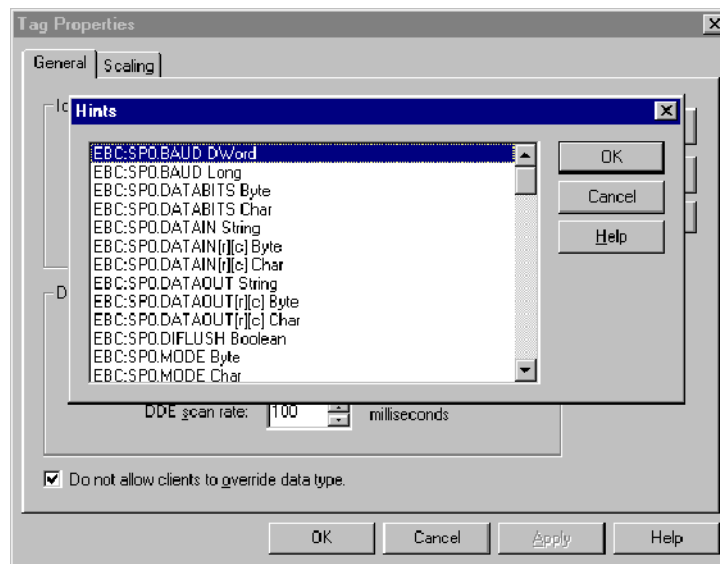 Tag Properties
General
Scaling
Hints
EBC:SP0.BAUD DWord
EBC:SP0.BAUD Long
EBC:SP0.DATABITS Byte
EBC:SP0.DATABITS Char
EBC:SP0.DATAIN String
EBC:SP0.DATAIN[r][c] Byte
EBC:SP0.DATAIN[r][c] Char
EBC:SP0.DATAOUT String
EBC:SP0.DATAOUT[r][c] Byte
EBC:SP0.DATAOUT[r][c] Char
EBC:SP0.DIFLUSH Boolean
EBC:SP0.MODE Byte
EBC:SP0.MODE Char
OK
Cancel
Help
DDE scan rate: 100 milliseconds
Do not allow clients to override data type.
OK Cancel Apply Help